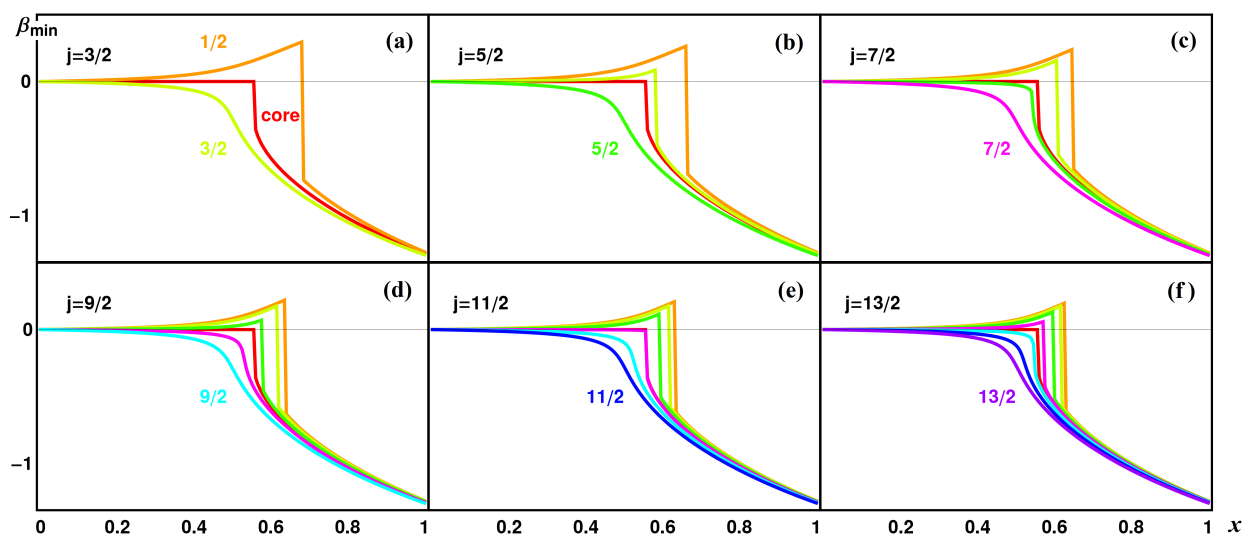 βmin
j=3/2
1/2
(a)
j=5/2
(b)
j=7/2
(c)
0
core
3/2
5/2
7/2
−1
j=9/2
(d)
j=11/2
(e)
j=13/2
(f)
0
9/2
11/2
13/2
−1
0 0.2 0.4 0.6 0.8 1 0.2 0.4 0.6 0.8 1 0.2 0.4 0.6 0.8 1 x